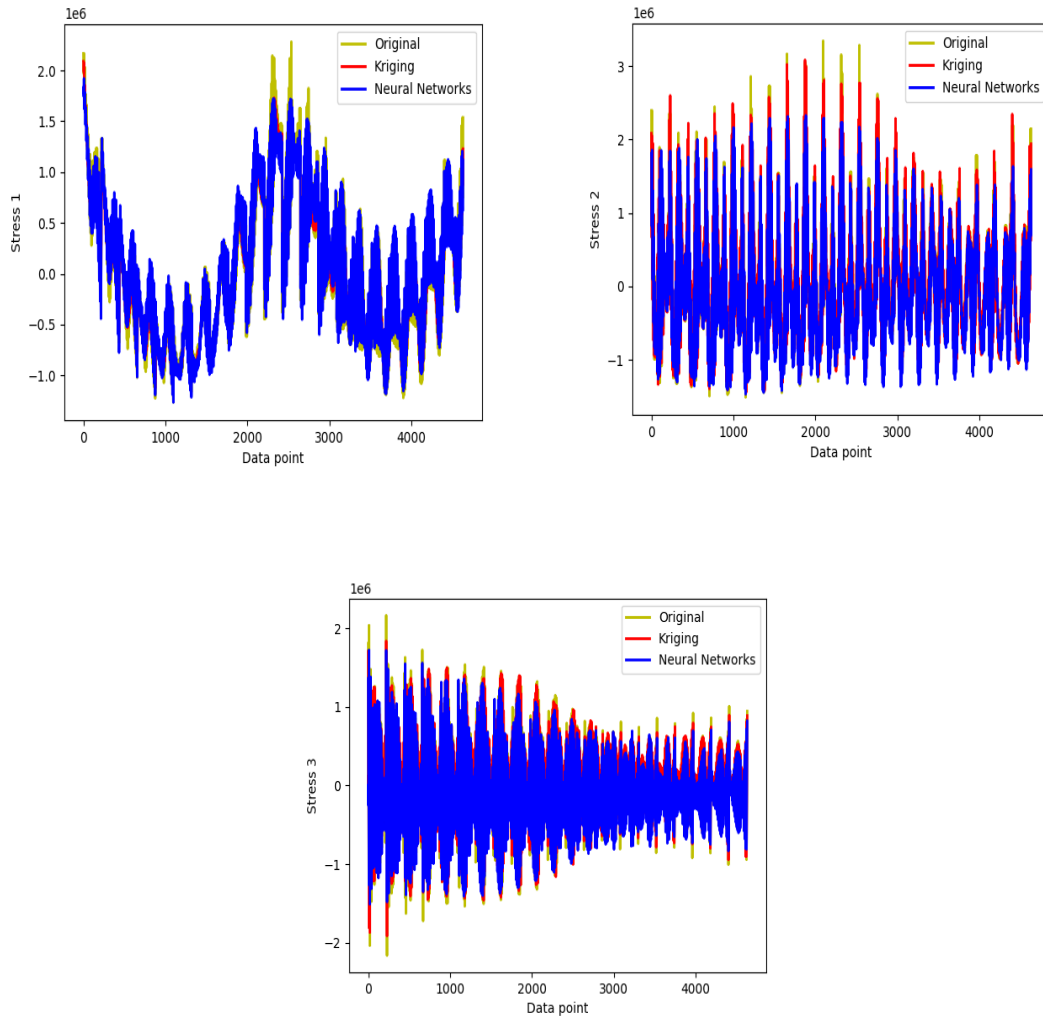 1e6
Original
Kriging
Neural Networks
2.0
1.5
1.0
0.5
0.0
−0.5
−1.0
Stress 1
0 1000 2000 3000 4000
Data point
1e6
Original
Kriging
Neural Networks
3
2
1
0
−1
Stress 2
0 1000 2000 3000 4000
Data point
1e6
Original
Kriging
Neural Networks
2
1
0
−1
−2
Stress 3
0 1000 2000 3000 4000
Data point